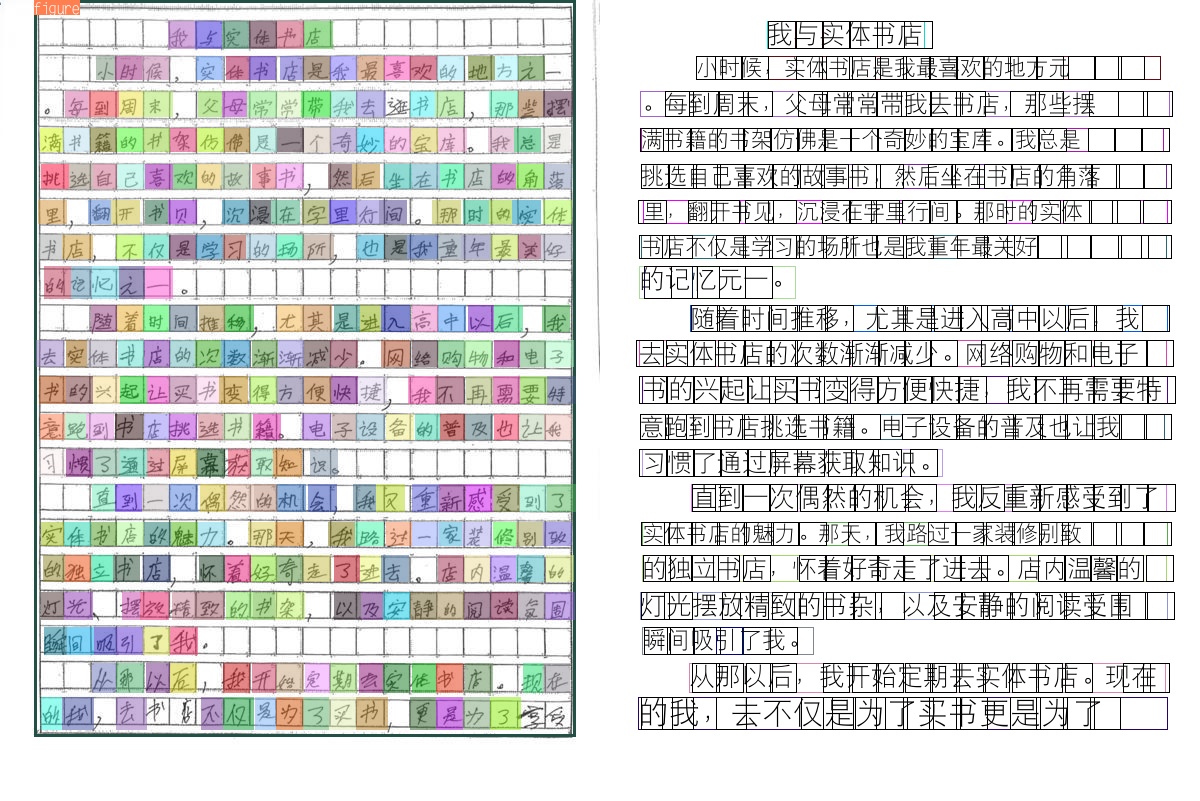 figure
我与实体书店
小时候，实体书店是我最喜欢的地方之一
。每到周末，父母常常带我去逛书店，那些摆
满书籍的书架仿佛是一个奇妙的宝库。我总是
挑选自己喜欢的故事书，然后坐在书店的角落
里，翻开书页，沉浸在字里行间。那时的实体
书店，不仅是学习的场所，也是我童年最美好
的记忆之一。
随着时间推移，尤其是进入高中以后，我
去实体书店的次数渐渐减少。网络购物和电子
书的兴起让买书变得方便快捷，我不再需要特
意跑到书店挑选书籍。电子设备的普及也让我
习惯了通过屏幕获取知识。
直到一次偶然的机会，我又重新感受到了
实体书店的魅力。那天，我路过一家装修别致
的独立书店，怀着好奇走了进去。店内温馨的
灯光、摆放精致的书架，以及安静的阅读氛围
瞬间吸引了我。
从那以后，我开始定期去实体书店。现在
的我，去书店不仅是为了买书，更是为了享受
我与实体书店
小时候，实体书店是我最喜欢的地方元
。每到周末，父母常常带我去书店，那些摆
满书籍的书架仿佛是个奇妙的宝库。我总是
挑选自己喜欢的故事书，然后坐在书店的角落
里，翻开书见，沉浸在字里行间。那时的实体
书店不仅是学习的场所也是我重年最关好
的记忆元一。
随着时间推移，尤其是进入高中以后，我
去实体书店的次数渐渐减少。网络购物和电子
书的兴起让买书变得方便快捷，我不再需要特
意跑到书店挑选书籍。电子设备的普及也让我
习惯了通过屏幕获取知识。
直到一次偶然的机会，我反重新感受到了
实体书店的魅力。那天，我路过一家装修别致
的独立书店，怀着好奇走了进去。店内温馨的
灯光摆放精致的书杂，以及安静的阅读受围
瞬间吸引了我。
从那以后，我开始定期去实体书店。现在
的我，去不仅是为了买书更是为了